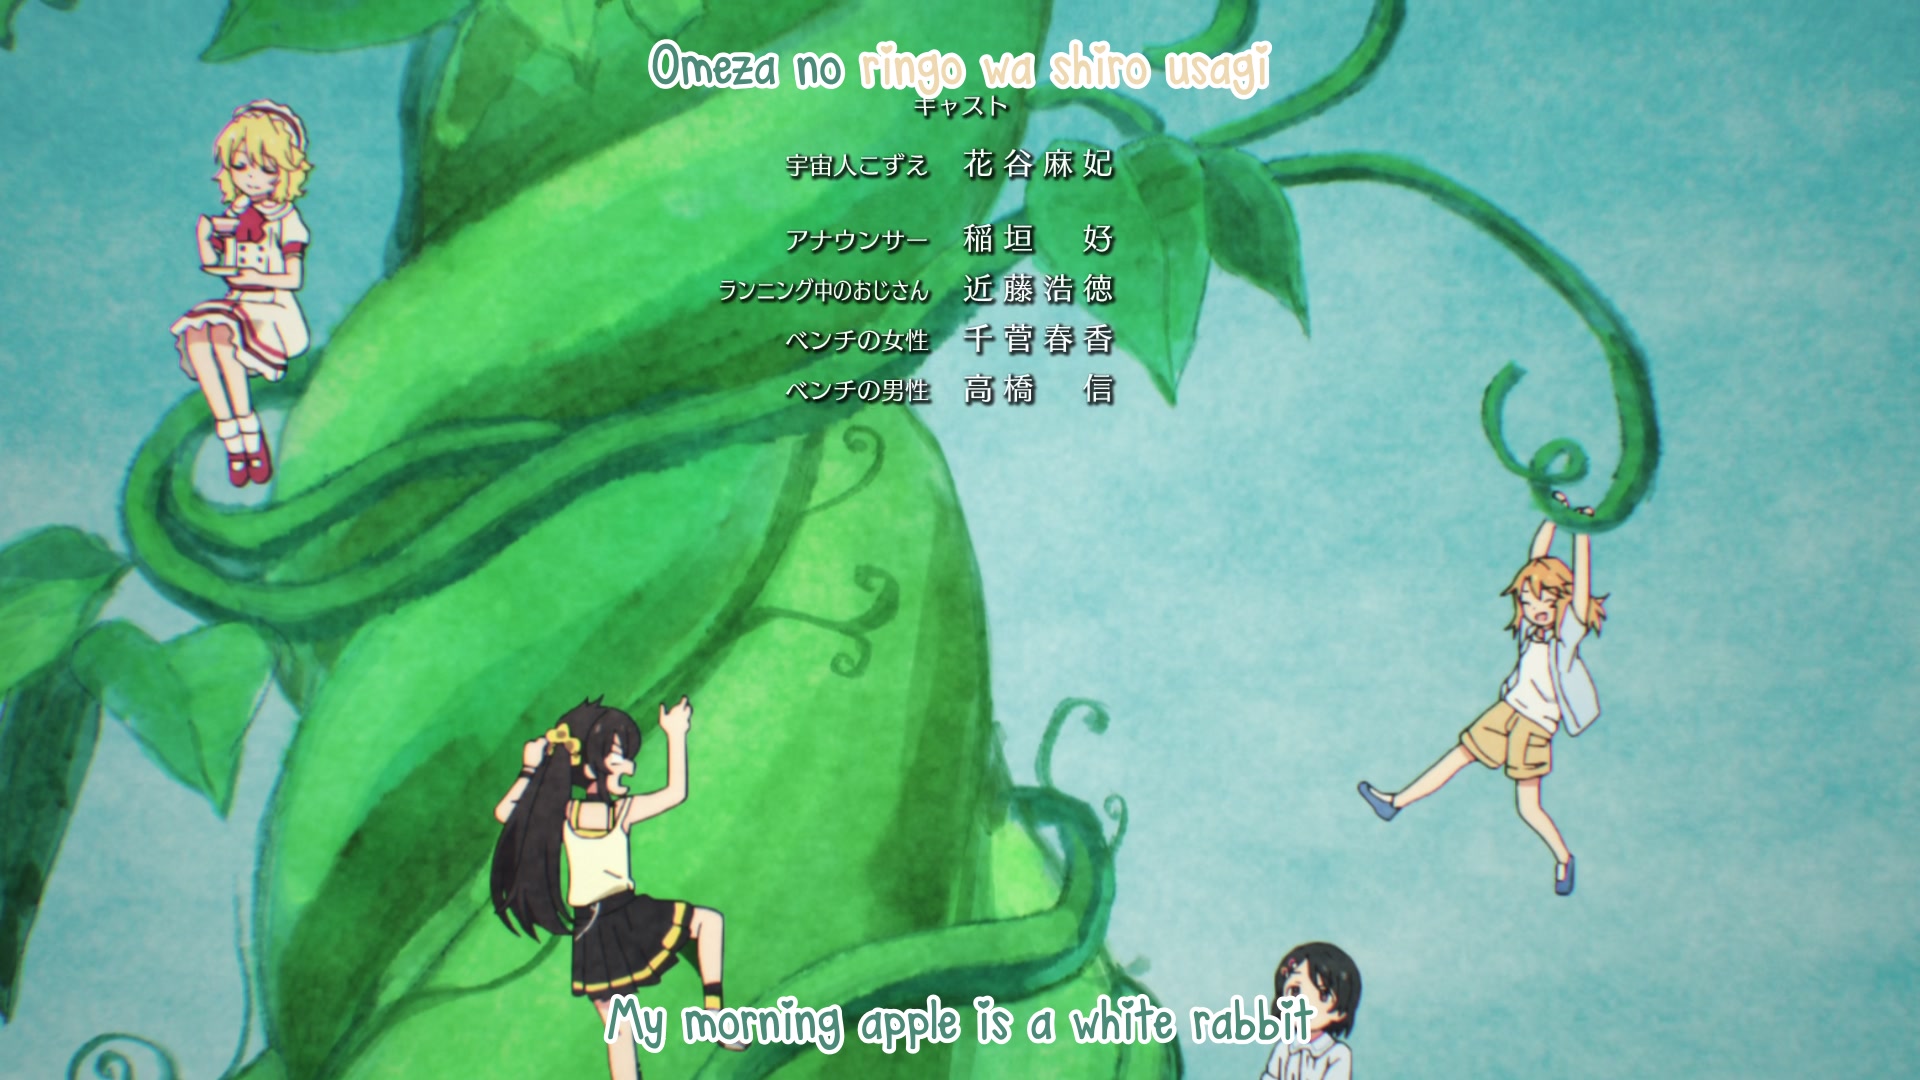 Omeza no ringo wa shiro usagi
キャスト
宇宙人こずえ 花谷麻妃
アナウンサー 稲垣 好
ランニング中のおじさん 近藤浩徳
ベンチの女性 千菅春香
ベンチの男性 高橋 信
My morning apple is a white rabbit